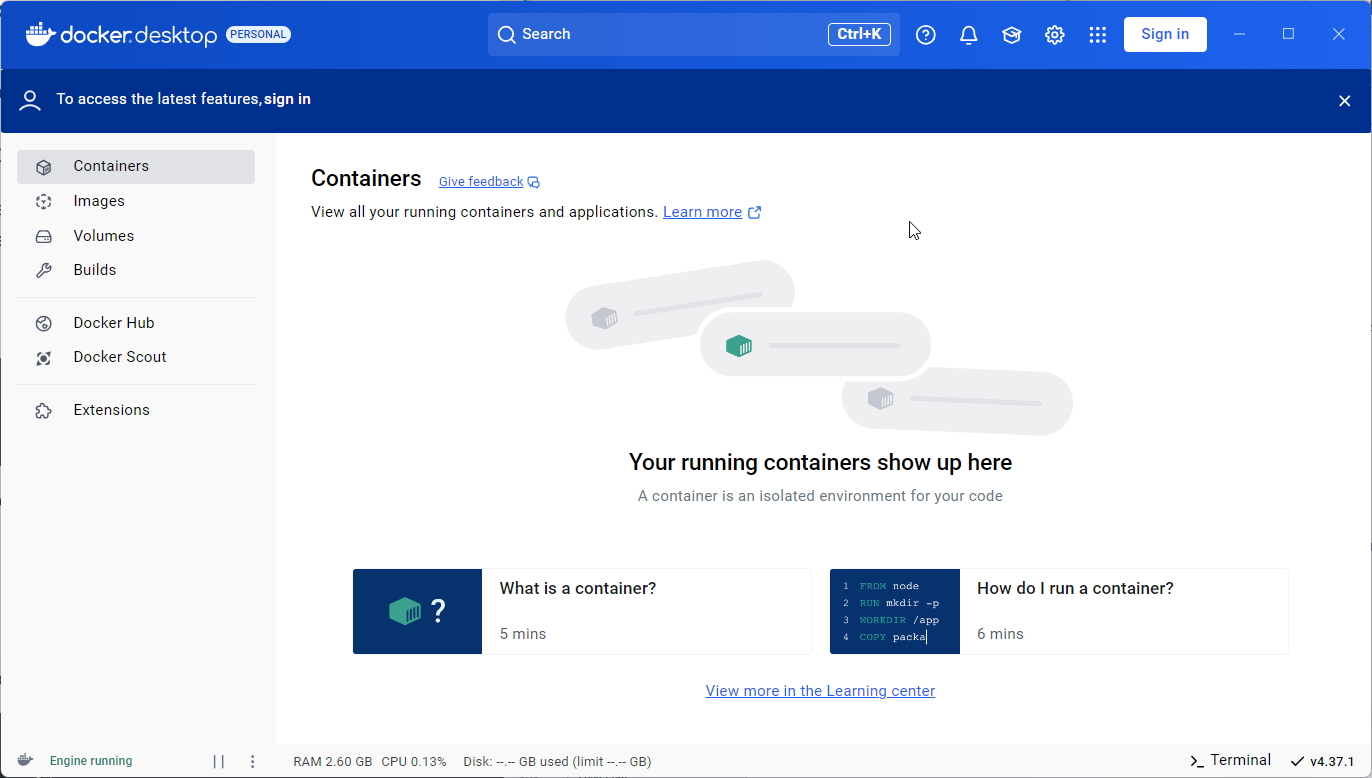 docker.desktop PERSONAL
Search Ctrl+K
Sign in
To access the latest features, sign in
Containers
Images
Volumes
Builds
Docker Hub
Docker Scout
Extensions
Containers Give feedback
View all your running containers and applications. Learn more
Your running containers show up here
A container is an isolated environment for your code
?
What is a container?
5 mins
1 FROM node
2 RUN mkdir -p
3 WORKDIR /app
4 COPY packa
How do I run a container?
6 mins
View more in the Learning center
Engine running
RAM 2.60 GB CPU 0.13% Disk: --.-- GB used (limit --.-- GB)
>_ Terminal
v4.37.1